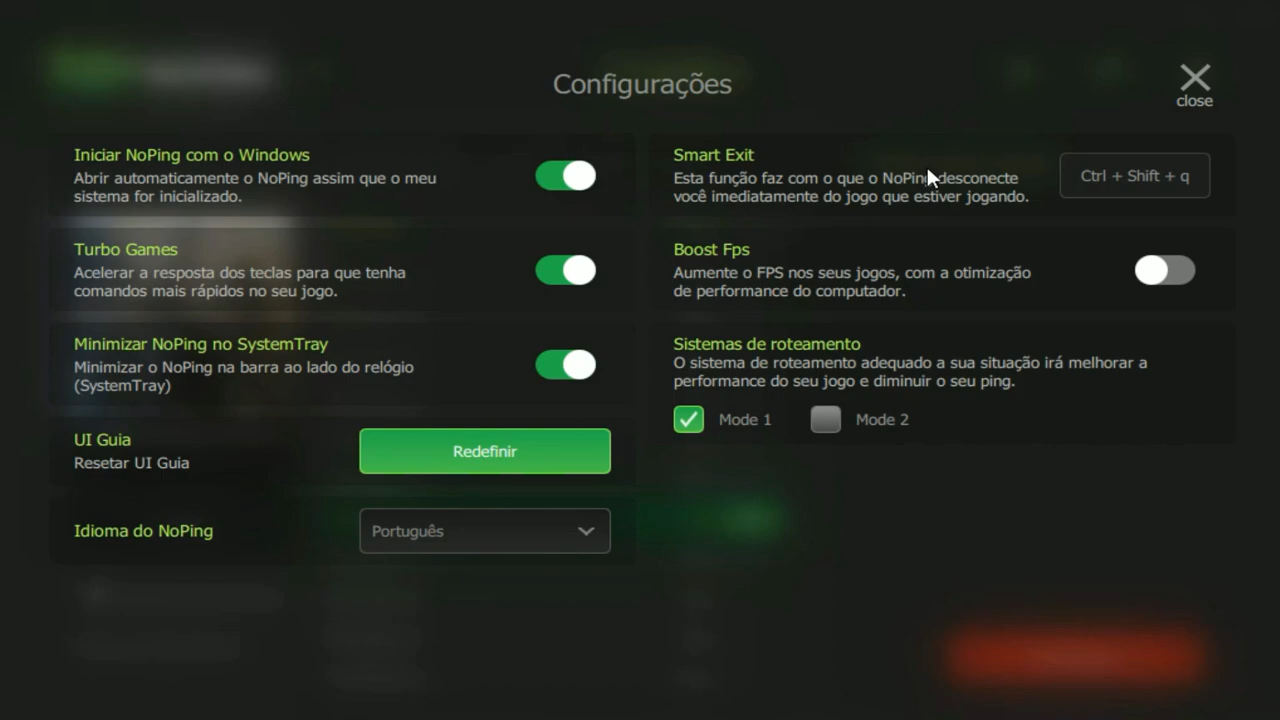 Configurações
close
Iniciar NoPing com o Windows
Abrir automaticamente o NoPing assim que o meu
sistema for inicializado.
Turbo Games
Acelerar a resposta dos teclas para que tenha
comandos mais rápidos no seu jogo.
Minimizar NoPing no SystemTray
Minimizar o NoPing na barra ao lado do relógio
(SystemTray)
UI Guia
Resetar UI Guia
Redefinir
Idioma do NoPing
Português
Smart Exit
Esta função faz com o que o NoPing desconecte
você imediatamente do jogo que estiver jogando.
Ctrl + Shift + q
Boost Fps
Aumente o FPS nos seus jogos, com a otimização
de performance do computador.
Sistemas de roteamento
O sistema de roteamento adequado a sua situação irá melhorar a
performance do seu jogo e diminuir o seu ping.
Mode 1
Mode 2